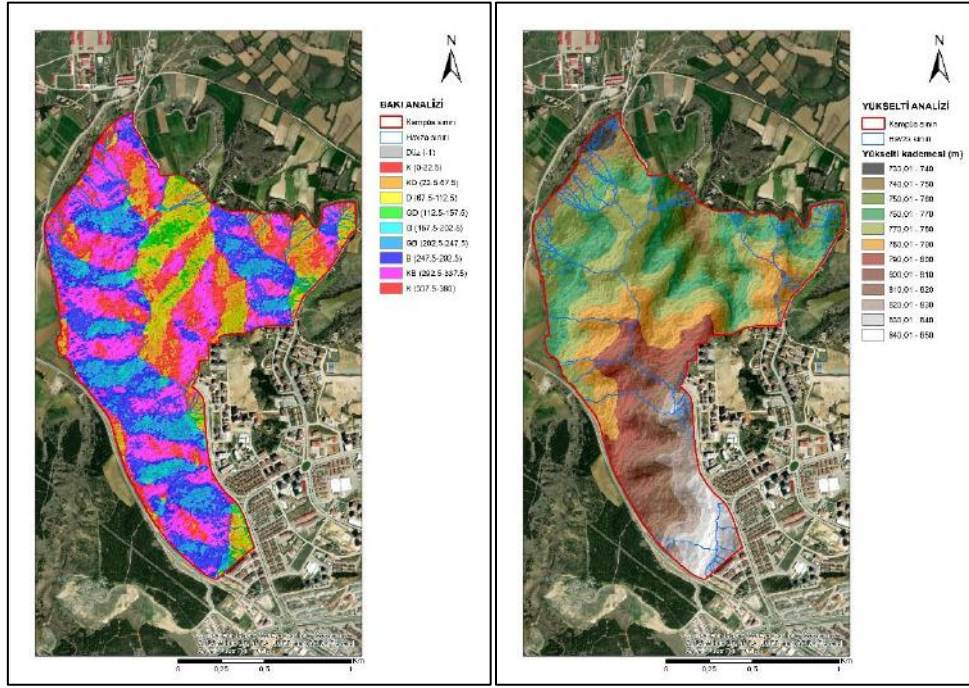 N
BAKI ANALİZİ
Kampüs sınırı
Havza sınırı
Düz (-1)
K (0-22.5)
KD (22.5-67.5)
D (67.5-112.5)
GD (112.5-157.5)
G (157.5-202.5)
GB (202.5-247.5)
B (247.5-292.5)
KB (292.5-337.5)
K (337.5-360)
Km
0 0,25 0,5 1
N
YÜKSELTİ ANALİZİ
Kampüs sınırı
Havza sınırı
Yükselti kademesi (m)
740,01 - 750
750,01 - 760
760,01 - 770
770,01 - 780
780,01 - 790
790,01 - 800
800,01 - 810
810,01 - 820
820,01 - 830
830,01 - 840
840,01 - 850
Km
0 0,25 0,5 1